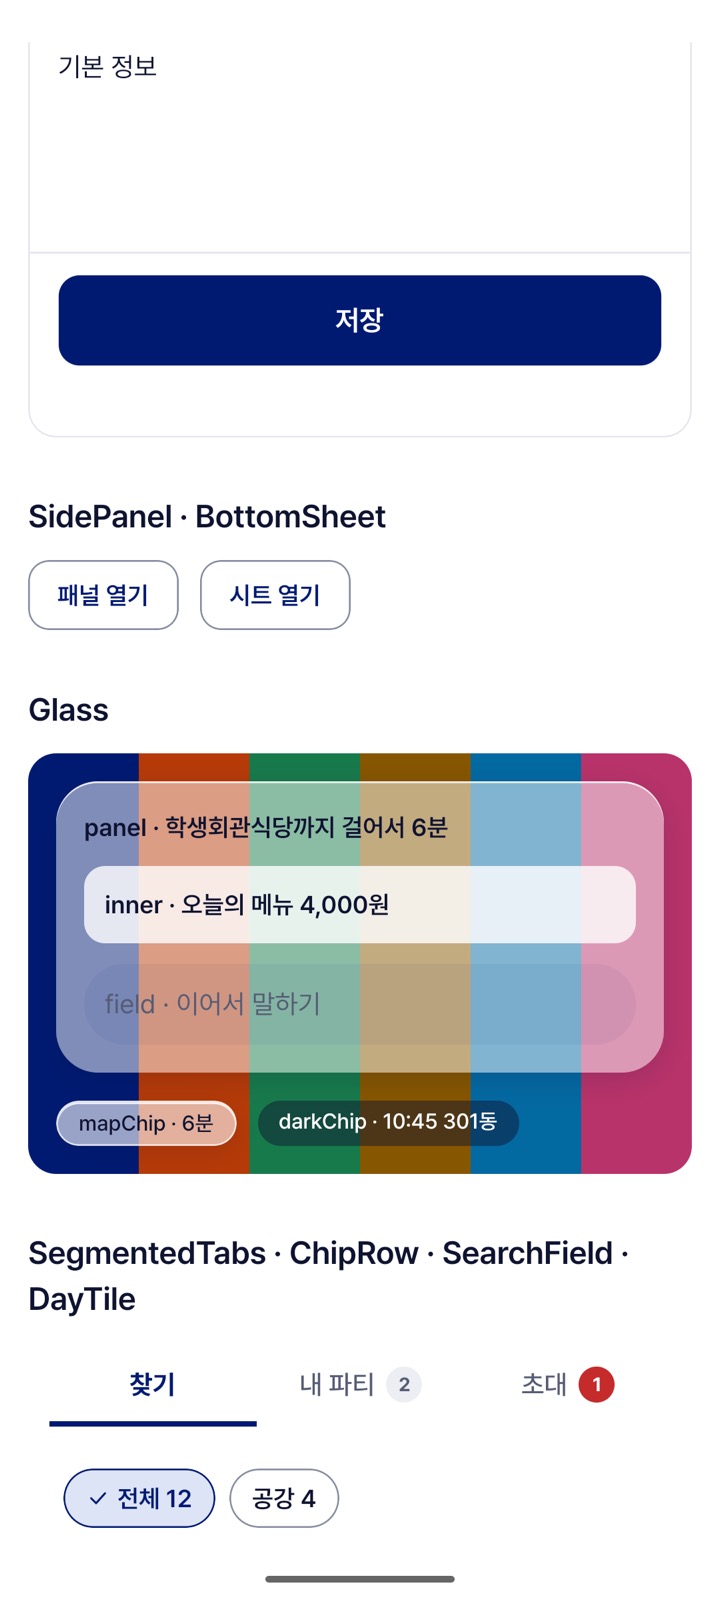 기본 정보
저장
SidePanel · BottomSheet
패널 열기
시트 열기
Glass
panel · 학생회관식당까지 걸어서 6분
inner · 오늘의 메뉴 4,000원
field · 이어서 말하기
mapChip · 6분
darkChip · 10:45 301동
SegmentedTabs · ChipRow · SearchField ·
DayTile
찾기
내 파티 2
초대 1
전체 12
공강 4